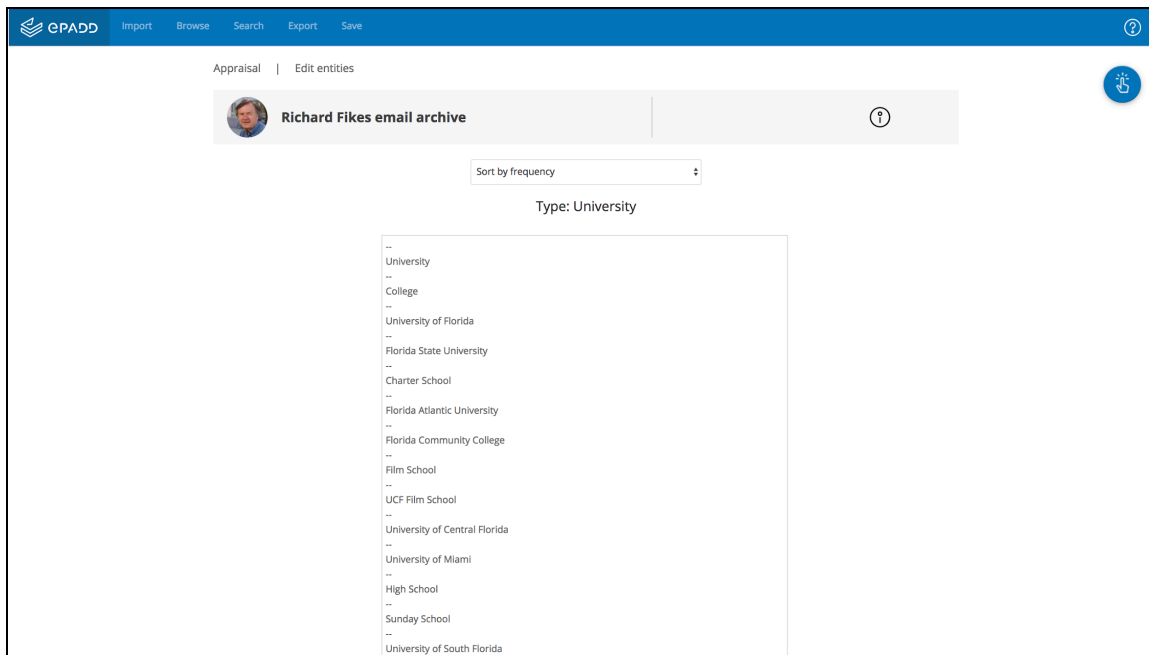 ePADD Import Browse Search Export Save
Appraisal | Edit entities
Richard Fikes email archive
Sort by frequency
Type: University
--
University
--
College
--
University of Florida
--
Florida State University
--
Charter School
--
Florida Atlantic University
--
Florida Community College
--
Film School
--
UCF Film School
--
University of Central Florida
--
University of Miami
--
High School
--
Sunday School
--
University of South Florida